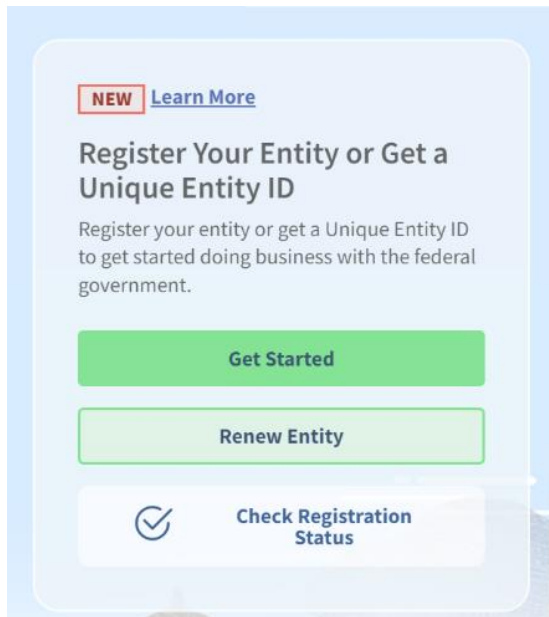 NEW Learn More
Register Your Entity or Get a
Unique Entity ID
Register your entity or get a Unique Entity ID
to get started doing business with the federal
government.
Get Started
Renew Entity
Check Registration
Status